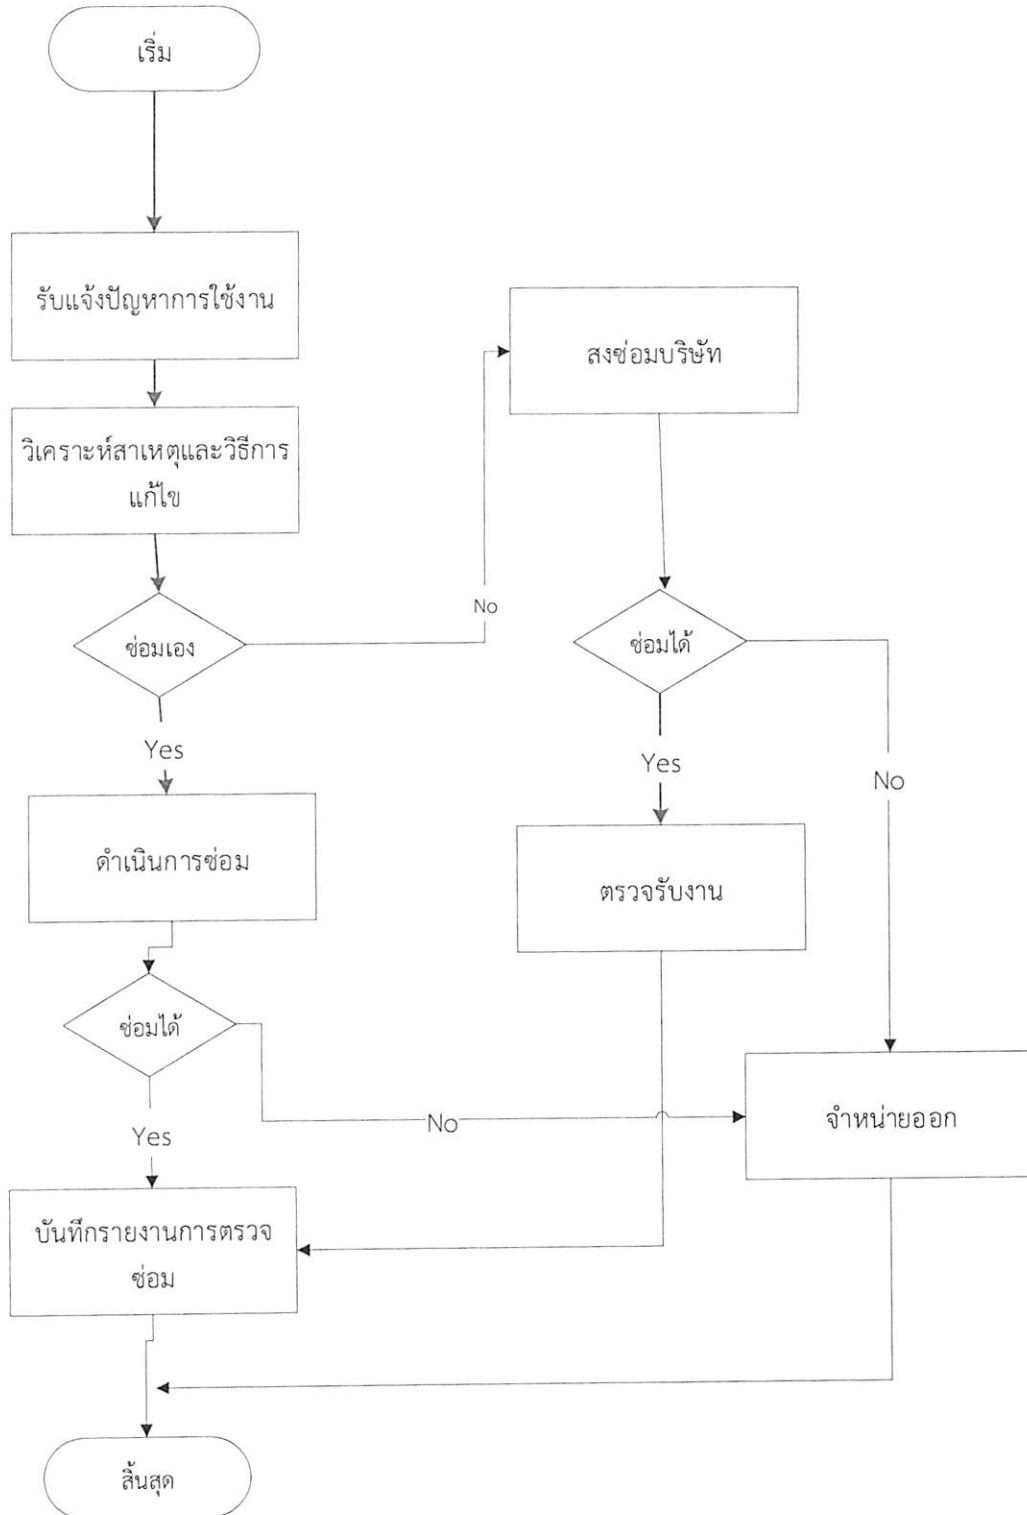 เริ่ม
รับแจ้งปัญหาการใช้งาน
วิเคราะห์สาเหตุและวิธีการ
แก้ไข
ซ่อมเอง
No
Yes
ดำเนินการซ่อม
ซ่อมได้
No
Yes
บันทึกรายงานการตรวจ
ซ่อม
สิ้นสุด
สงซ่อมบริษัท
ซ่อมได้
Yes
No
ตรวจรับงาน
จำหน่ายออก